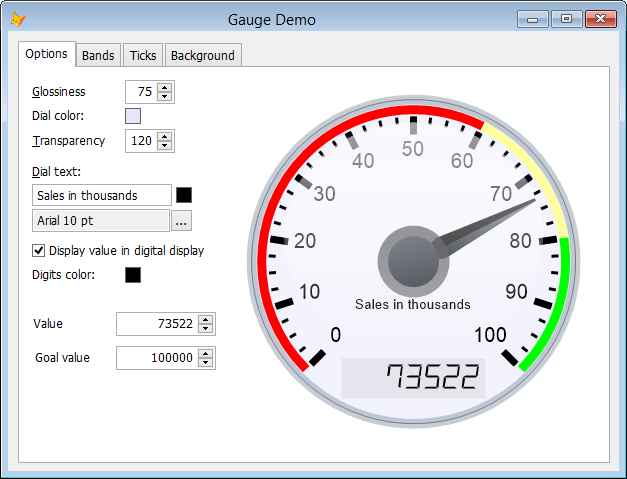 Gauge Demo
Options Bands Ticks Background
Glossiness 75
Dial color:
Transparency 120
Dial text:
Sales in thousands
Arial 10 pt ...
Display value in digital display
Digits color:
Value 73522
Goal value 100000
0
10
20
30
40
50
60
70
80
90
100
Sales in thousands
73522